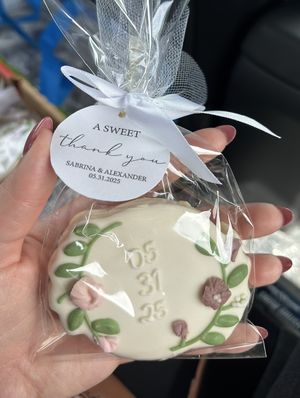 A SWEET
thank you
SABRINA & ALEXANDER
05.31.2025
05
31
25